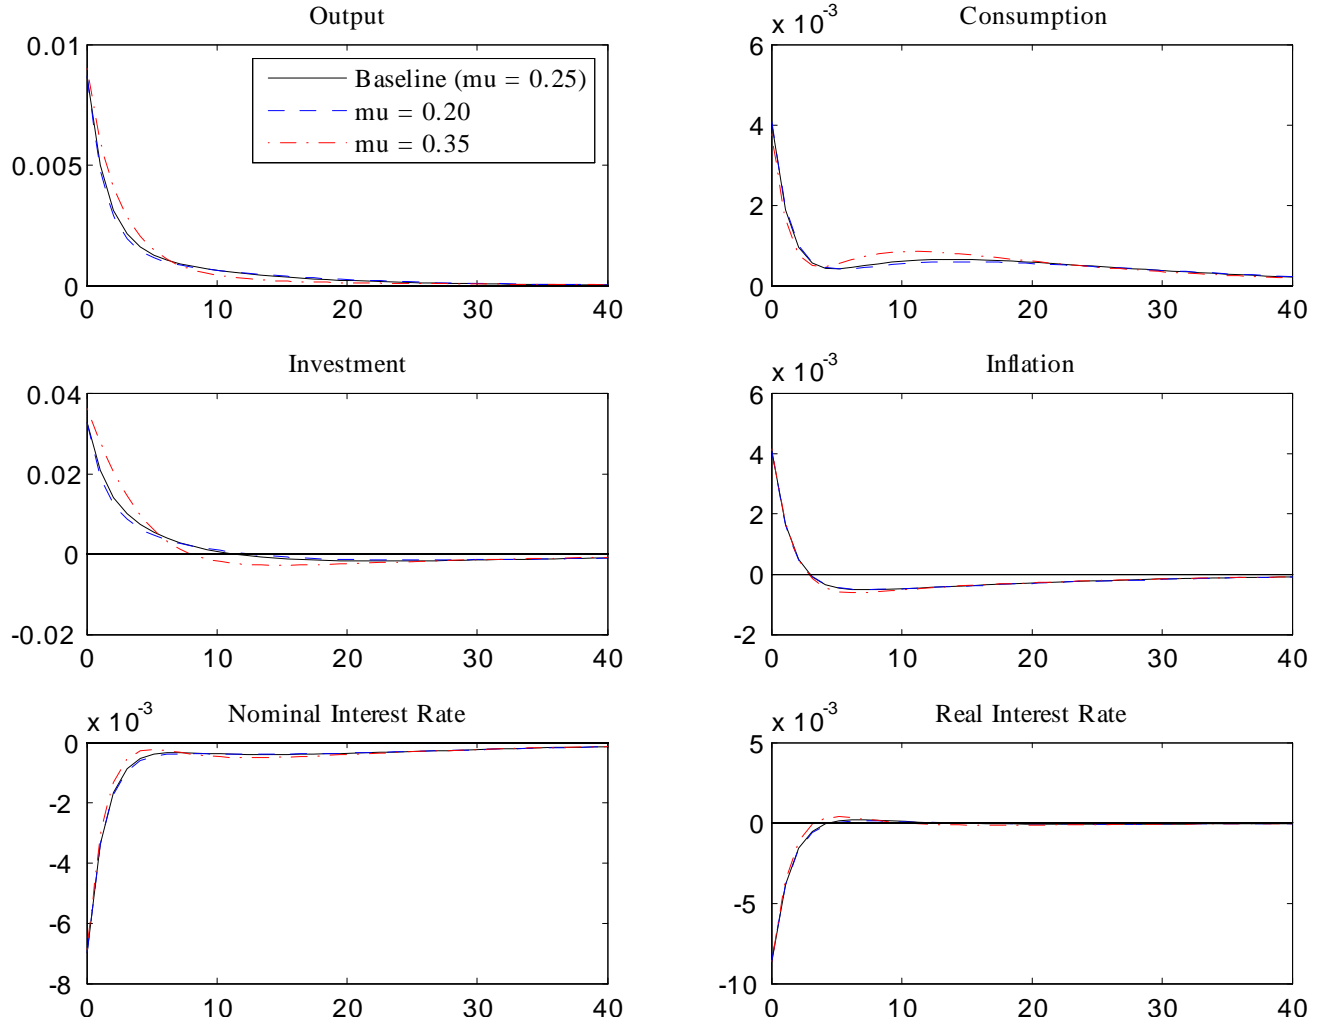 Output
0.01
0.005
0
0 10 20 30 40
Baseline (mu = 0.25)
mu = 0.20
mu = 0.35
Consumption
x 10-3
6
4
2
0
0 10 20 30 40
Investment
0.04
0.02
0
-0.02
0 10 20 30 40
Inflation
x 10-3
6
4
2
0
-2
0 10 20 30 40
Nominal Interest Rate
x 10-3
0
-2
-4
-6
-8
0 10 20 30 40
Real Interest Rate
x 10-3
5
0
-5
-10
0 10 20 30 40